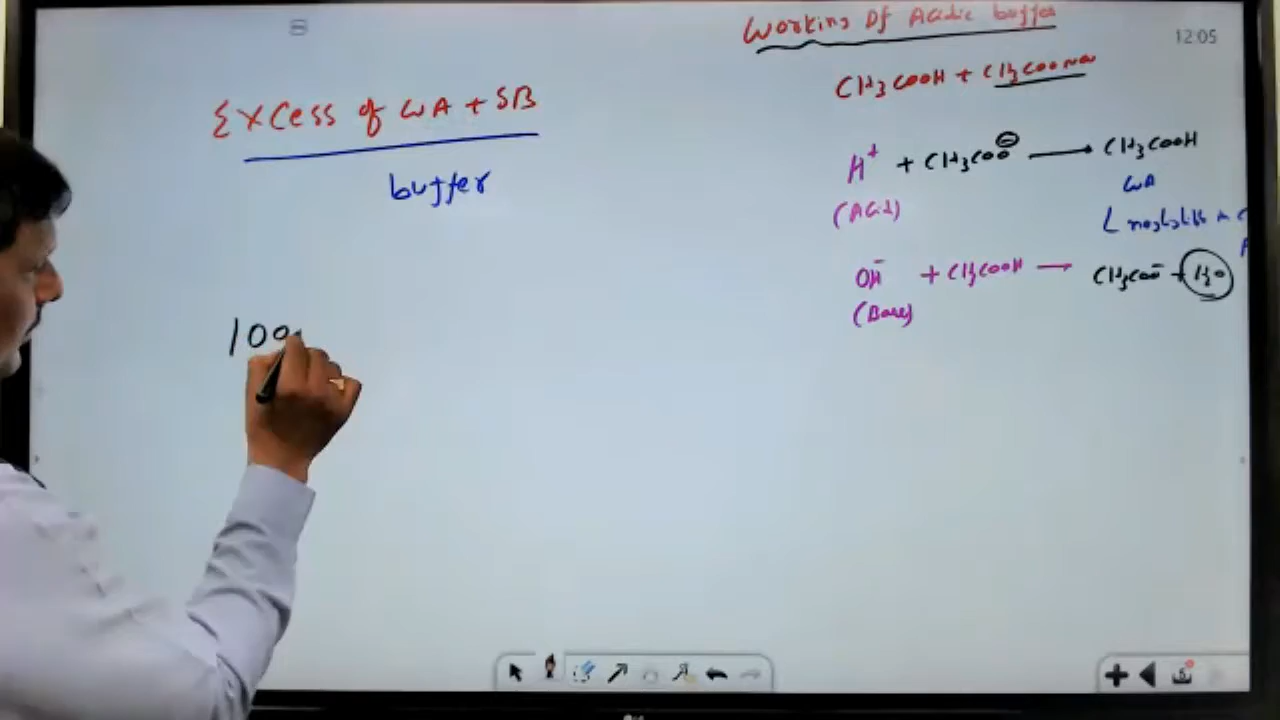 Excess of WA + SB
buffer
100
Working Of Acidic buffer
12:05
CH3COOH + CH3COONa
H+ + CH3COO⊖ → CH3COOH
(Acid)
WA
OH- + CH3COOH → CH3COO- + H2O
(Base)